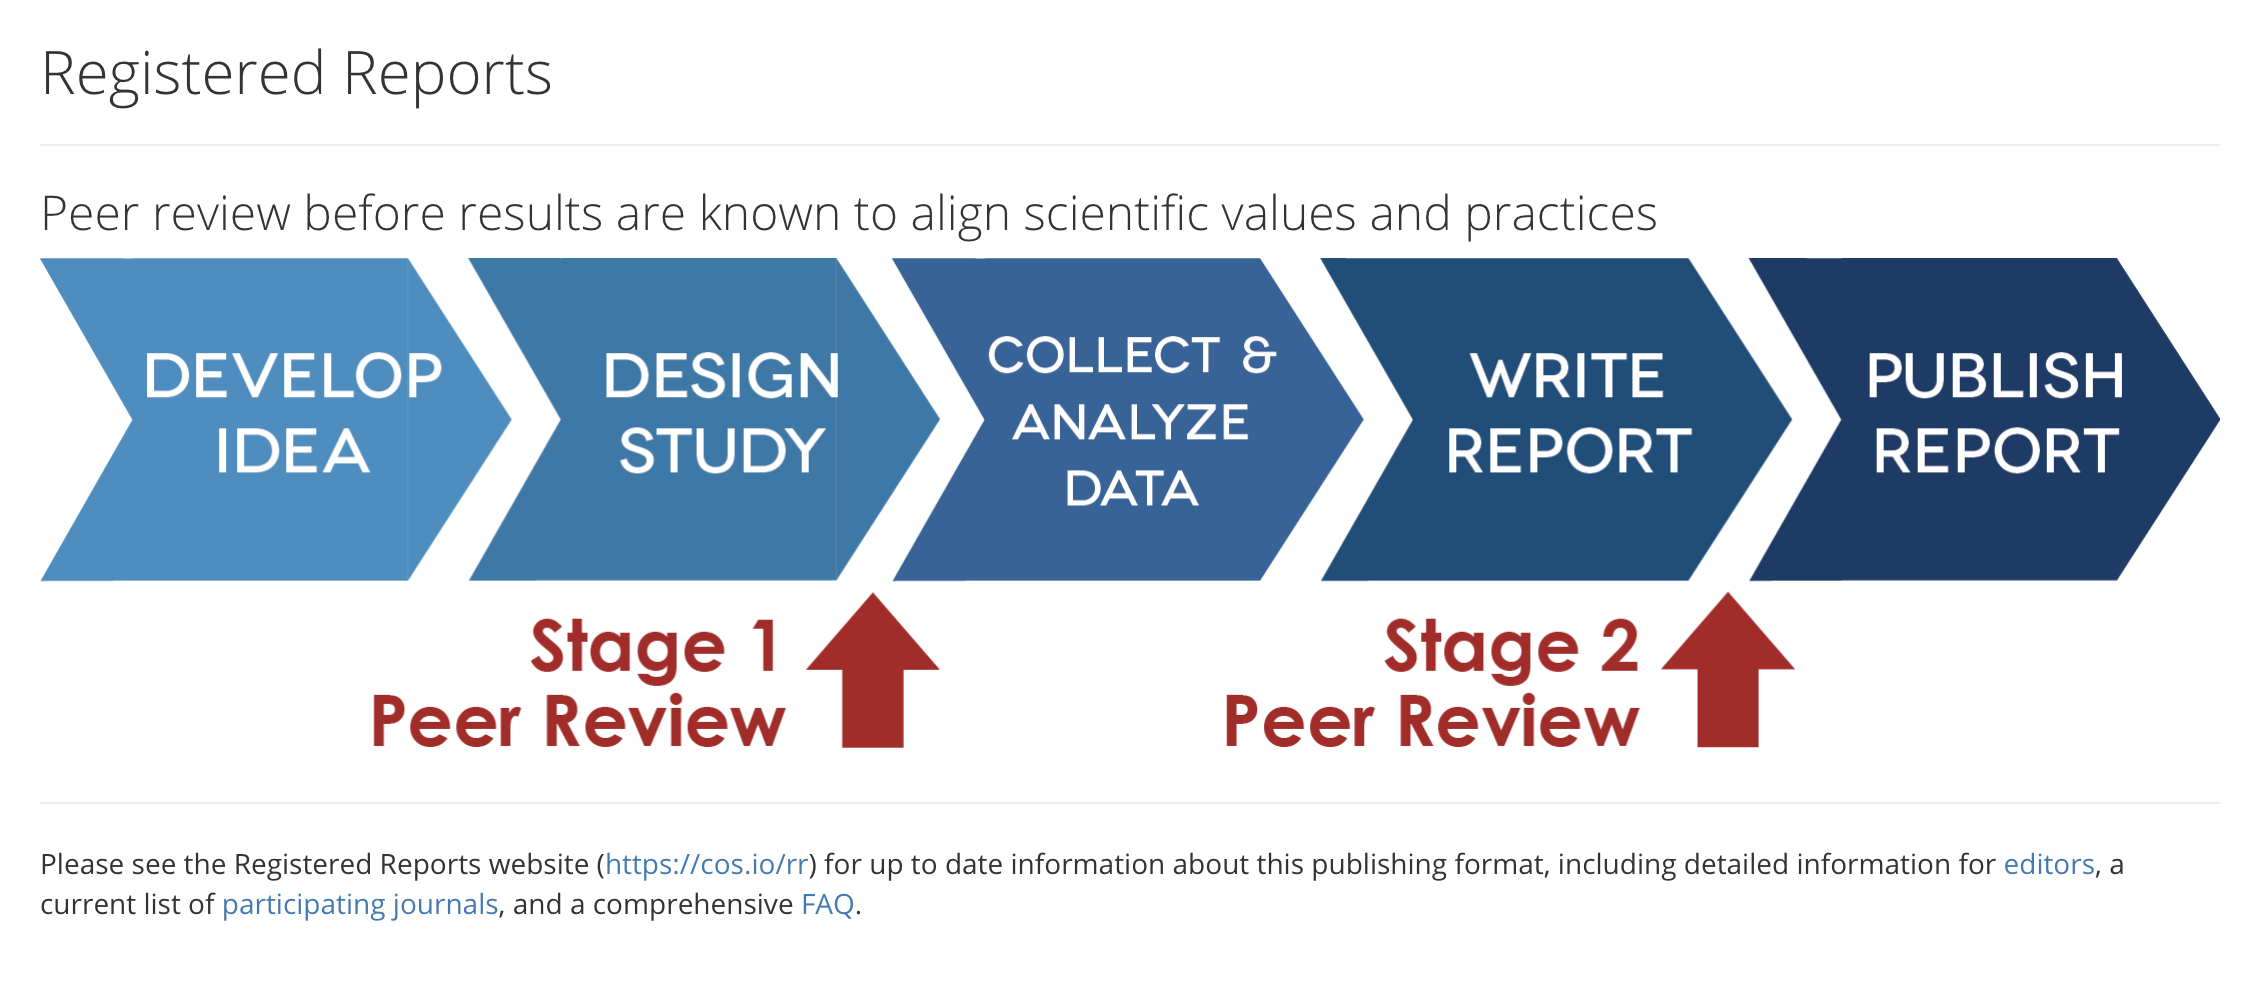 Registered Reports
Peer review before results are known to align scientific values and practices
DEVELOP
IDEA
DESIGN
STUDY
COLLECT &
ANALYZE
DATA
WRITE
REPORT
PUBLISH
REPORT
Stage 1
Peer Review
Stage 2
Peer Review
Please see the Registered Reports website (https://cos.io/rr) for up to date information about this publishing format, including detailed information for editors, a
current list of participating journals, and a comprehensive FAQ.